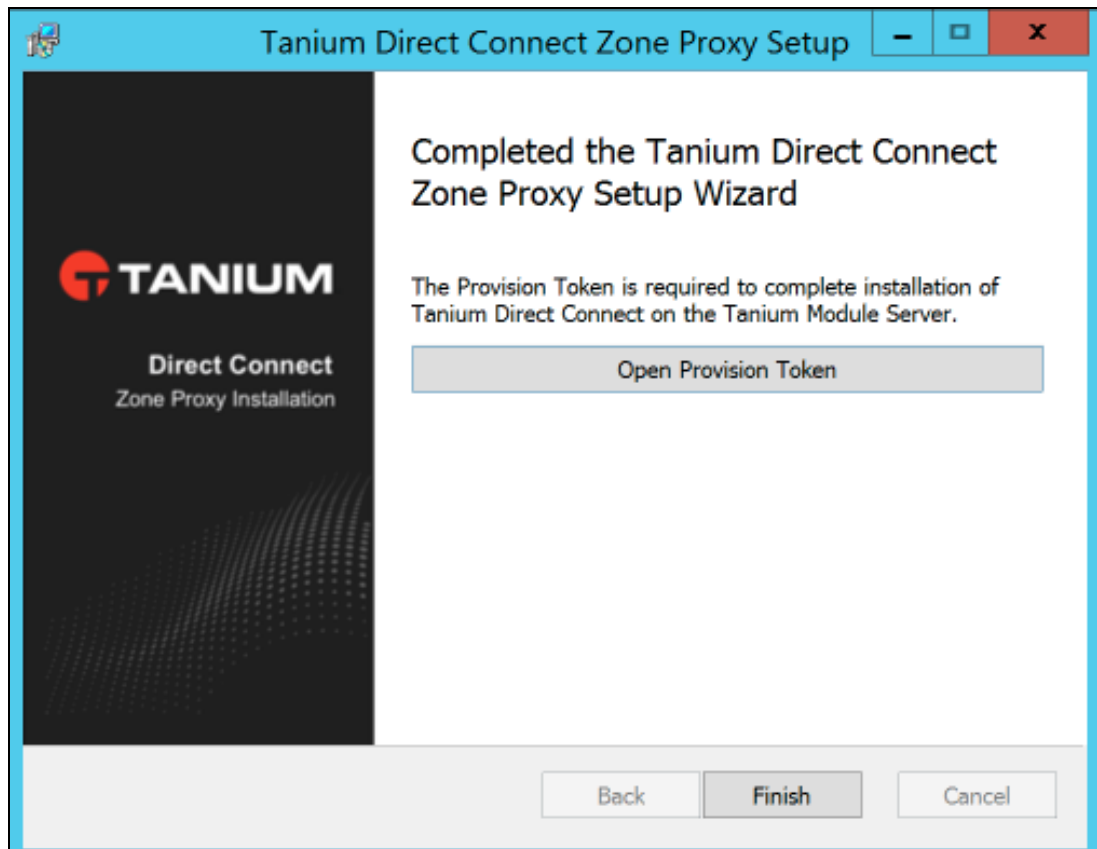 Tanium Direct Connect Zone Proxy Setup
Completed the Tanium Direct Connect
Zone Proxy Setup Wizard
TANIUM
Direct Connect
Zone Proxy Installation
The Provision Token is required to complete installation of
Tanium Direct Connect on the Tanium Module Server.
Open Provision Token
Back
Finish
Cancel